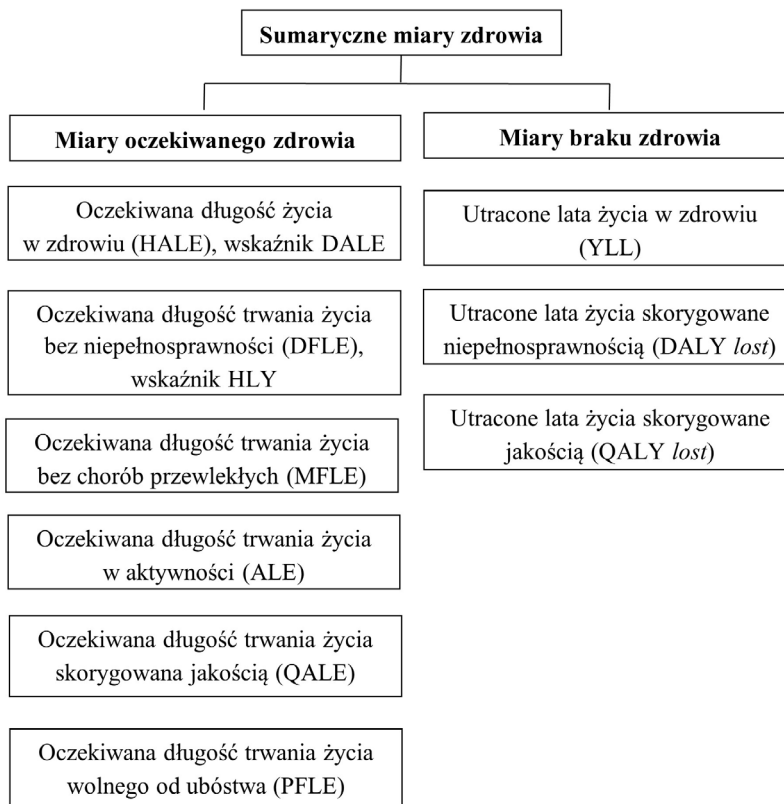 Sumaryczne miary zdrowia
Miary oczekiwanego zdrowia
Oczekiwana długość życia
w zdrowiu (HALE), wskaźnik DALE
Oczekiwana długość trwania życia
bez niepełnosprawności (DFLE),
wskaźnik HLY
Oczekiwana długość trwania życia
bez chorób przewlekłych (MFLE)
Oczekiwana długość trwania życia
w aktywności (ALE)
Oczekiwana długość trwania życia
skorygowana jakością (QALE)
Oczekiwana długość trwania życia
wolnego od ubóstwa (PFLE)
Miary braku zdrowia
Utracone lata życia w zdrowiu
(YLL)
Utracone lata życia skorygowane
niepełnosprawnością (DALY lost)
Utracone lata życia skorygowane
jakością (QALY lost)